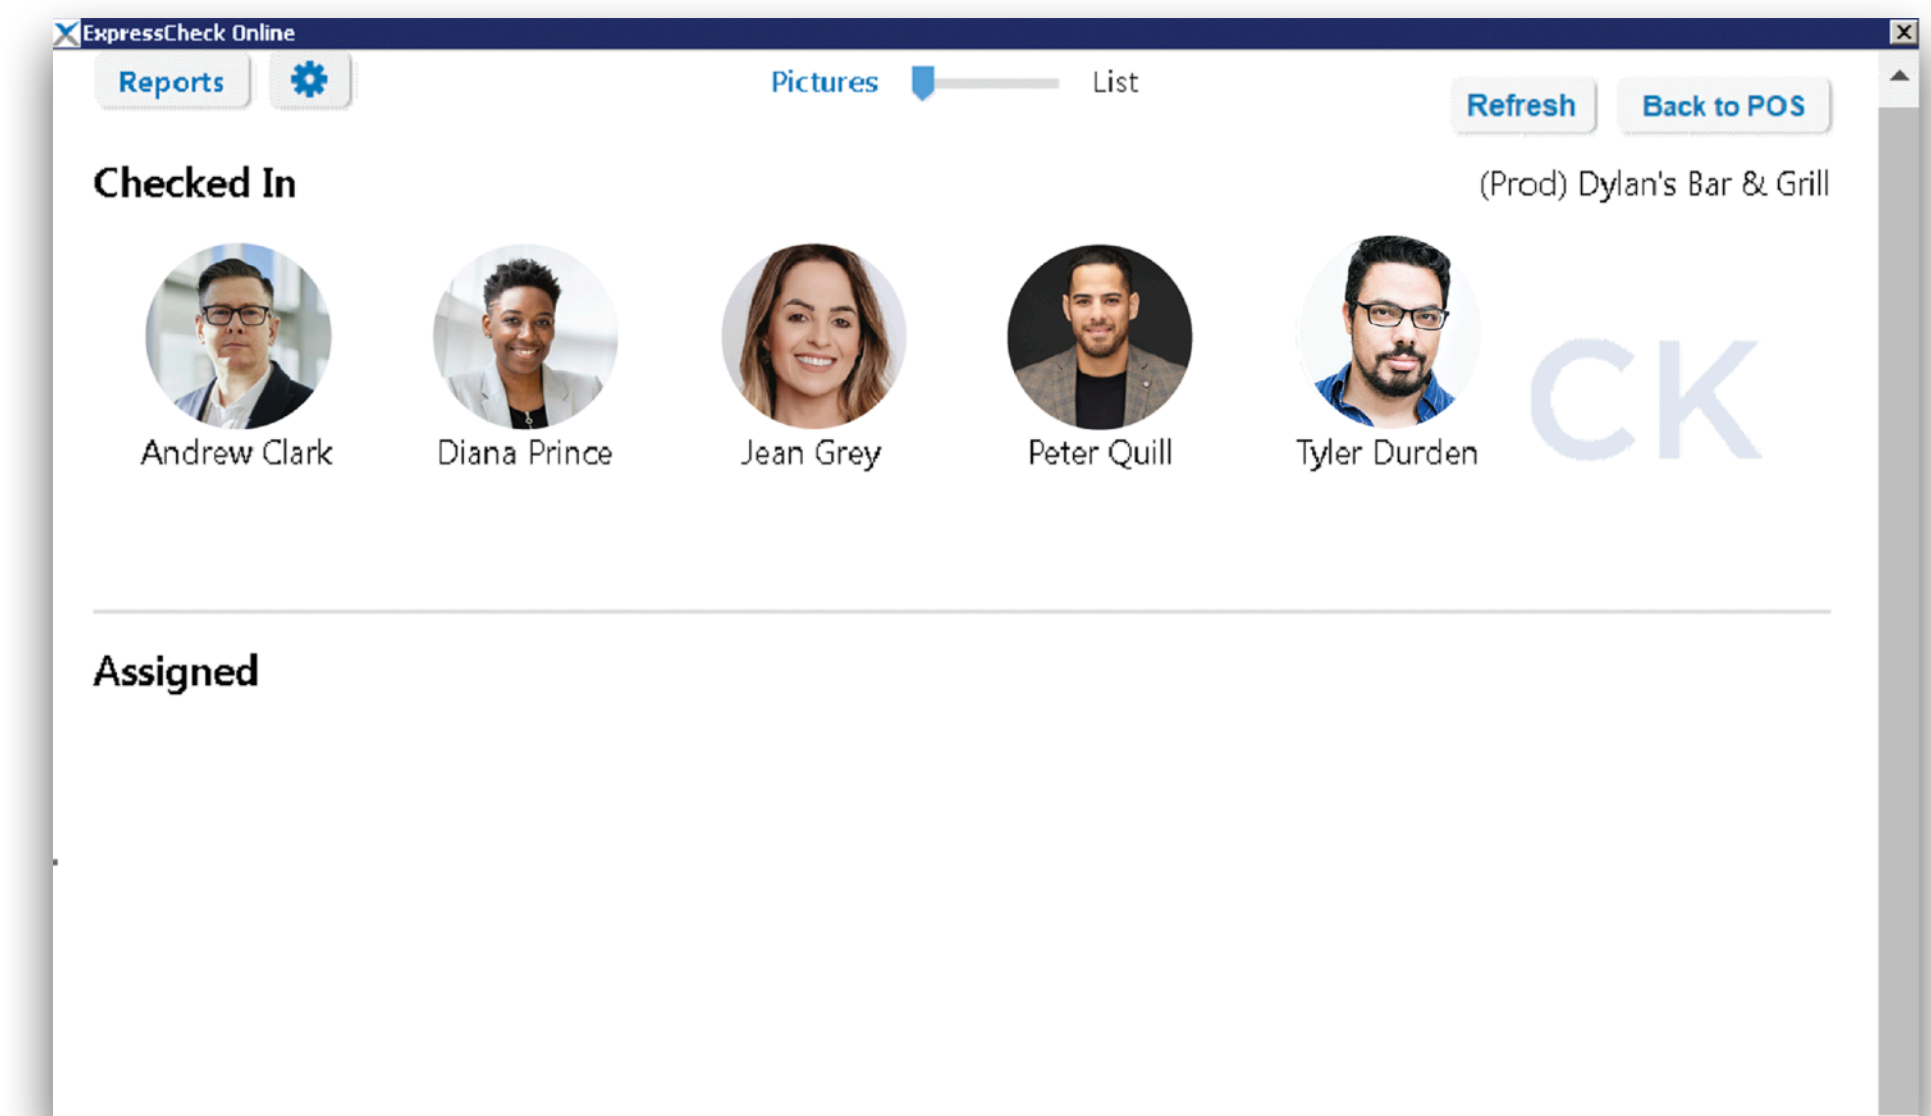 ExpressCheck Online
Reports
Pictures List
Refresh Back to POS
Checked In
(Prod) Dylan's Bar & Grill
CK
Andrew Clark Diana Prince Jean Grey Peter Quill Tyler Durden
Assigned